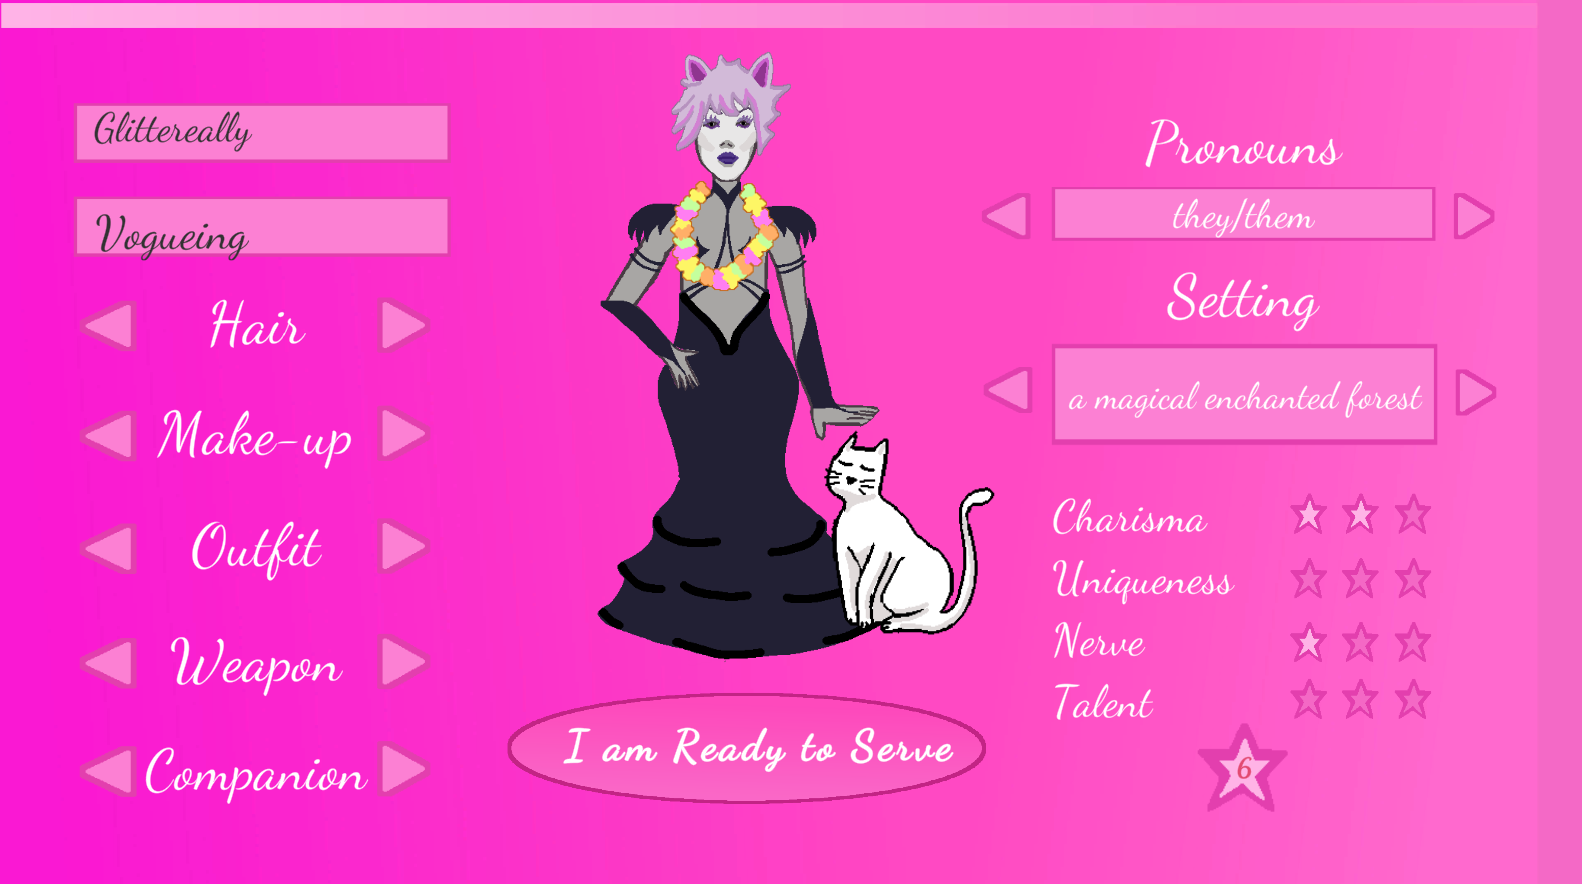 Glittereally
Vogueing
Hair
Make-up
Outfit
Weapon
Companion
I am Ready to Serve
Pronouns
they/them
Setting
a magical enchanted forest
Charisma
Uniqueness
Nerve
Talent
6